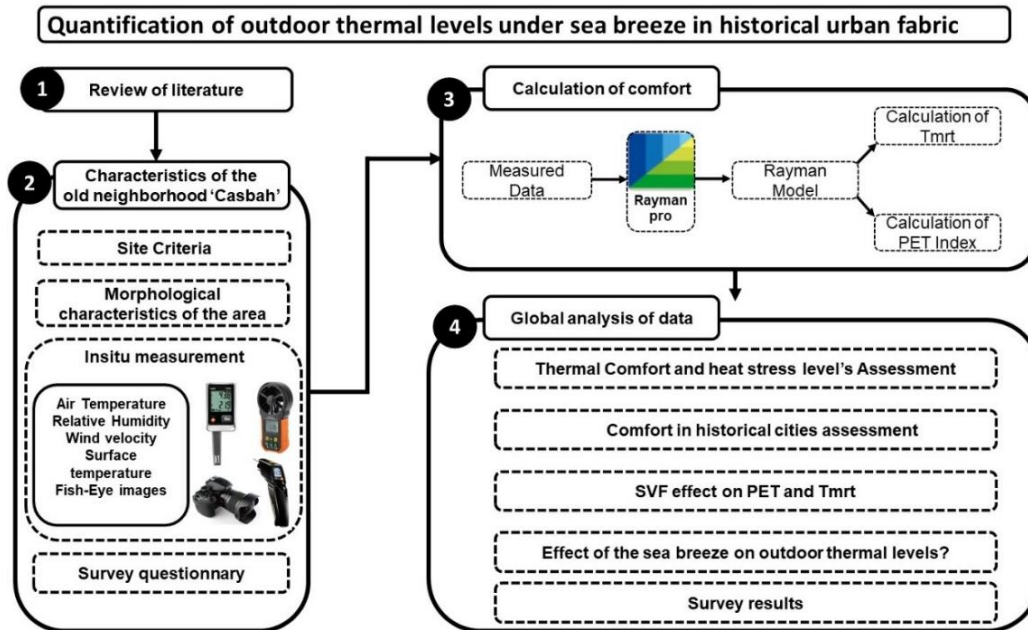 Quantification of outdoor thermal levels under sea breeze in historical urban fabric
1
Review of literature
2
Characteristics of the
old neighborhood ‘Casbah’
Site Criteria
Morphological
characteristics of the area
Insitu measurement
Air Temperature
Relative Humidity
Wind velocity
Surface
temperature
Fish-Eye images
Survey questionnary
3
Calculation of comfort
Measured
Data
Rayman
pro
Rayman
Model
Calculation of
Tmrt
Calculation of
PET Index
4
Global analysis of data
Thermal Comfort and heat stress level's Assessment
Comfort in historical cities assessment
SVF effect on PET and Tmrt
Effect of the sea breeze on outdoor thermal levels?
Survey results